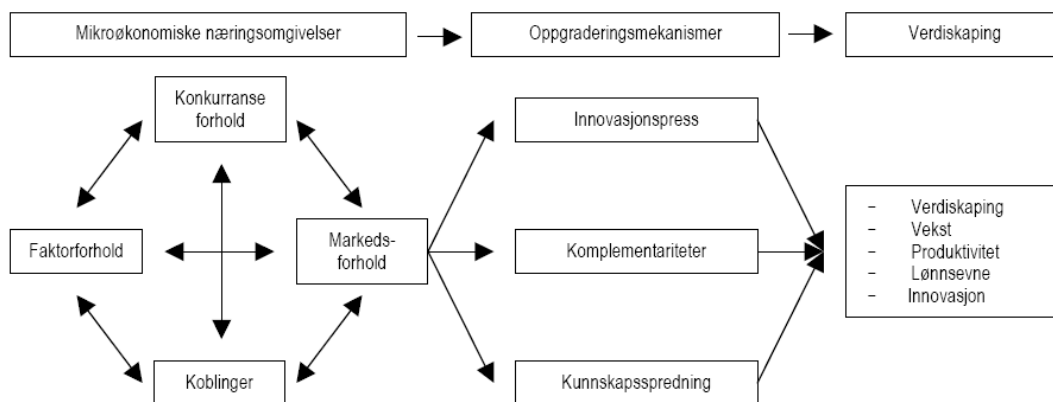 Mikroøkonomiske næringsomgivelser
Oppgraderingsmekanismer
Verdiskaping
Konkurranse
forhold
Innovasjonspress
Faktorforhold
Markeds-
forhold
Komplementariteter
- Verdiskaping
- Vekst
- Produktivitet
- Lønnsevne
- Innovasjon
Koblinger
Kunnskapsspredning